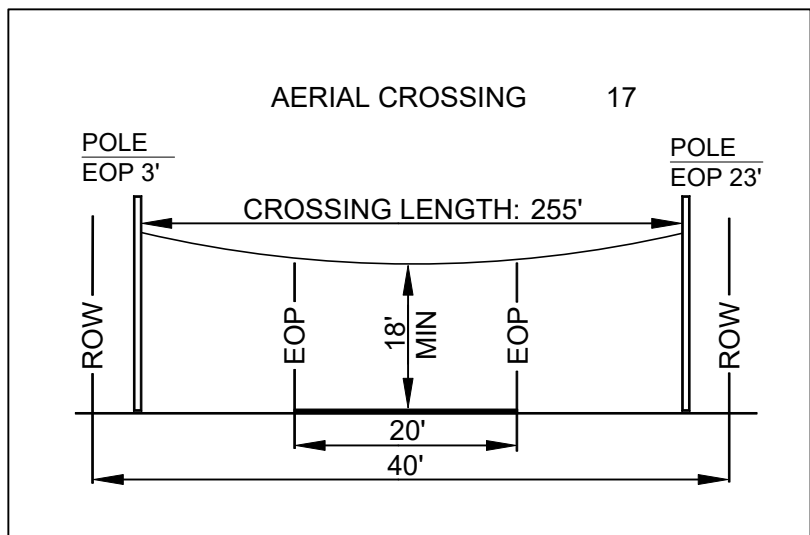 AERIAL CROSSING 17
POLE
EOP 3'
POLE
EOP 23'
CROSSING LENGTH: 255'
ROW
EOP
18'
MIN
EOP
ROW
20'
40'